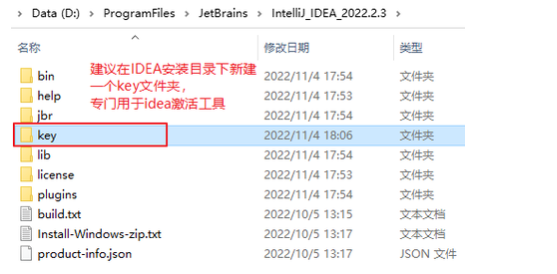 Data (D:) > ProgramFiles > JetBrains > IntelliJ_IDEA_2022.2.3 >
名称 修改日期 类型
建议在IDEA安装目录下新建
一个key文件夹,
专门用于idea激活工具
bin 2022/11/4 17:54 文件夹
help 2022/11/4 17:53 文件夹
jbr 2022/11/4 17:54 文件夹
key 2022/11/4 18:06 文件夹
lib 2022/11/4 17:54 文件夹
license 2022/11/4 17:53 文件夹
plugins 2022/11/4 17:54 文件夹
build.txt 2022/10/5 13:15 文本文档
Install-Windows-zip.txt 2022/10/5 13:17 文本文档
product-info.json 2022/10/5 13:17 JSON 文件